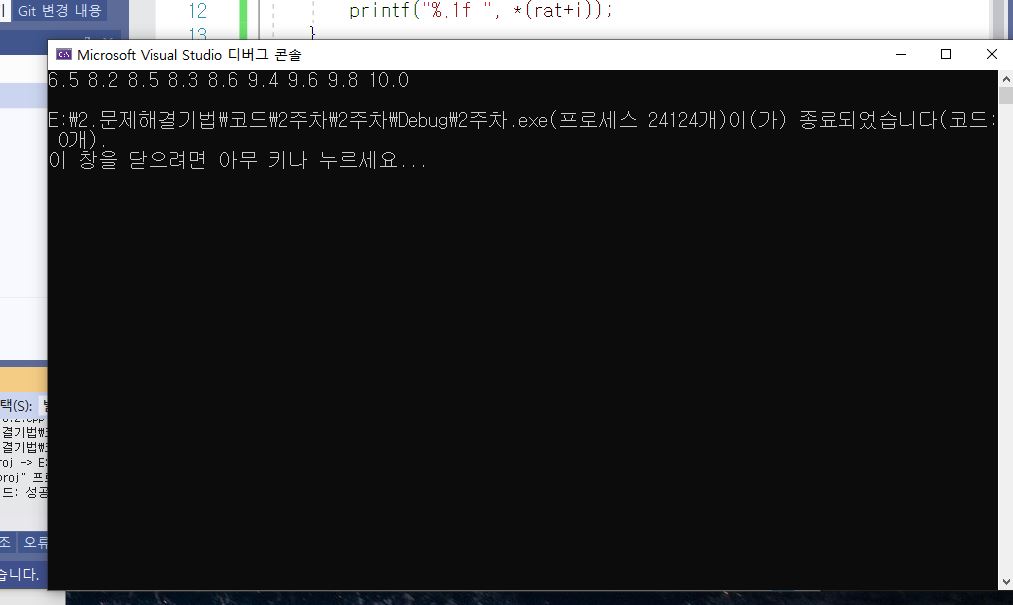 Git 변경 내용
12 printf("%.1f ", *(rat+i));
13 }
Microsoft Visual Studio 디버그 콘솔
6.5 8.2 8.5 8.3 8.6 9.4 9.6 9.8 10.0
E:\2.문제해결기법\코드\2주차\2주차\Debug\2주차.exe(프로세스 24124개)이(가) 종료되었습니다(코드:
0개).
이 창을 닫으려면 아무 키나 누르세요...
택(S):
결기법\
결기법\
roj -> E:
proj" 프
드: 성공
조 오류
습니다.